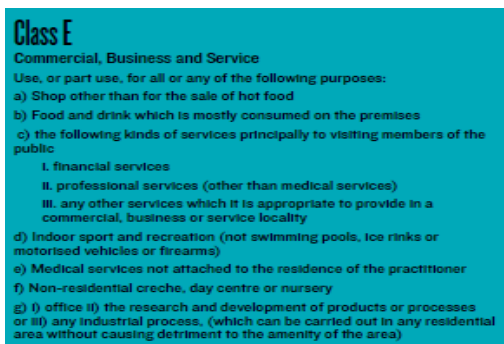 Class E
Commercial, Business and Service
Use, or part use, for all or any of the following purposes:
a) Shop other than for the sale of hot food
b) Food and drink which is mostly consumed on the premises
c) the following kinds of services principally to visiting members of the
public
I. financial services
II. professional services (other than medical services)
III. any other services which it is appropriate to provide in a
commercial, business or service locality
d) Indoor sport and recreation (not swimming pools, ice rinks or
motorised vehicles or firearms)
e) Medical services not attached to the residence of the practitioner
f) Non-residential creche, day centre or nursery
g) i) office ii) the research and development of products or processes
or iii) any industrial process, (which can be carried out in any residential
area without causing detriment to the amenity of the area)